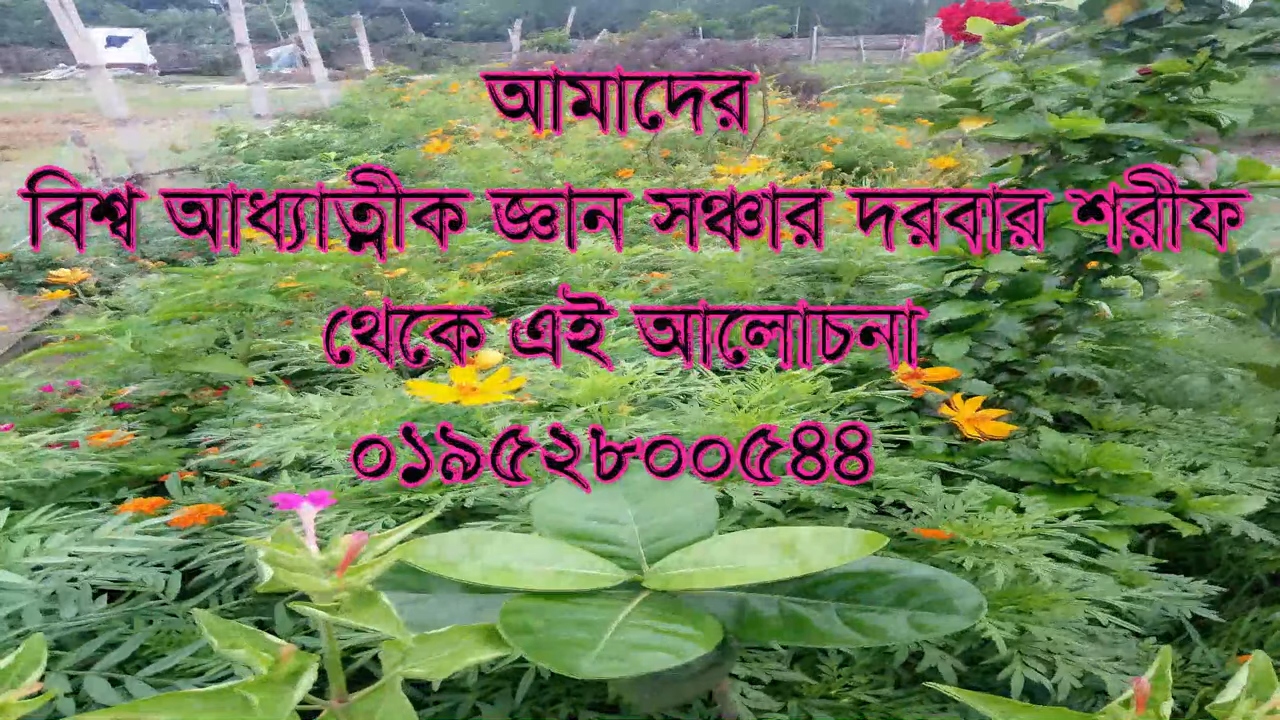 আমাদের
বিশ্ব আধ্যাত্নীক জ্ঞান সঞ্চার দরবার শরীফ
থেকে এই আলোচনা
০১৯৫২৮০০৫৪৪